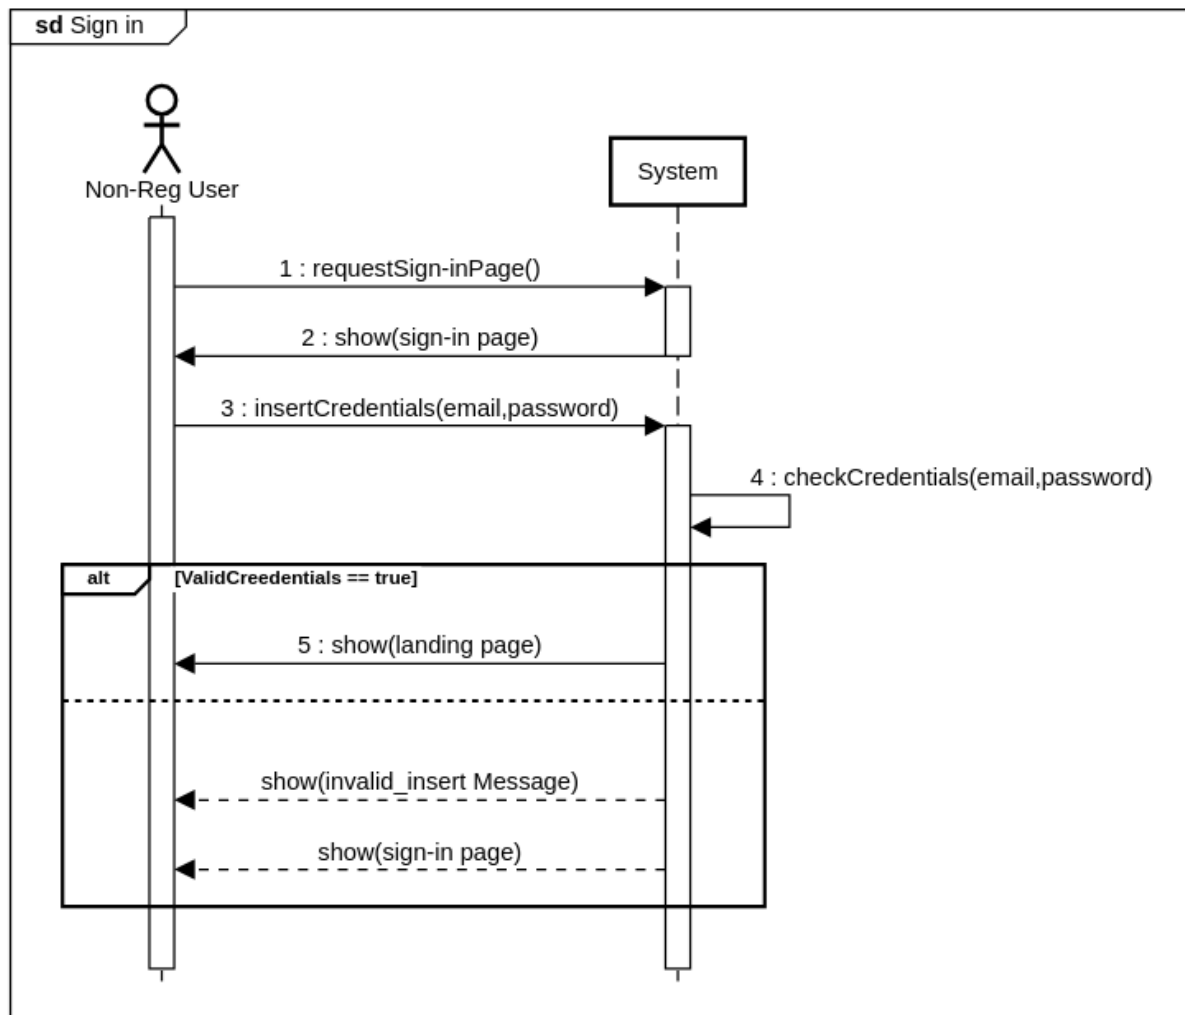 sd Sign in
Non-Reg User
System
1 : requestSign-inPage()
2 : show(sign-in page)
3 : insertCredentials(email,password)
4 : checkCredentials(email,password)
alt [ValidCreedentials == true]
5 : show(landing page)
show(invalid_insert Message)
show(sign-in page)